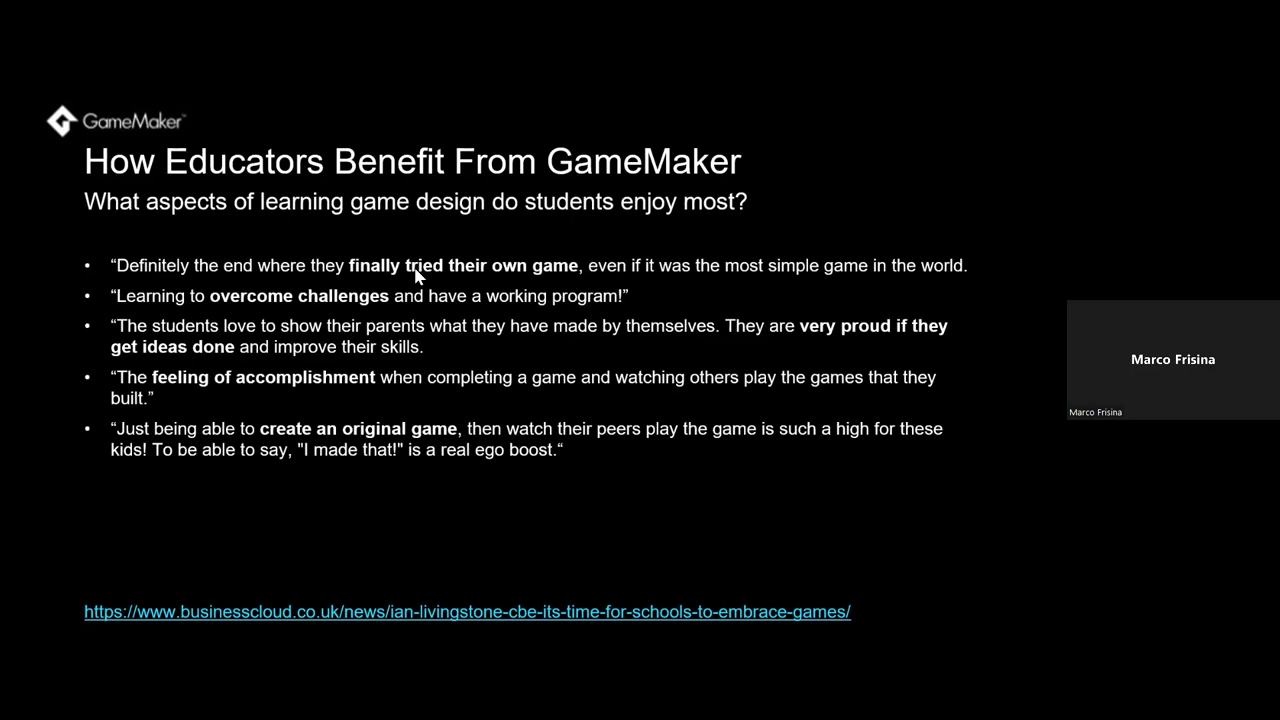 GameMaker™
How Educators Benefit From GameMaker
What aspects of learning game design do students enjoy most?
• “Definitely the end where they finally tried their own game, even if it was the most simple game in the world.
• “Learning to overcome challenges and have a working program!”
• “The students love to show their parents what they have made by themselves. They are very proud if they
get ideas done and improve their skills.
• “The feeling of accomplishment when completing a game and watching others play the games that they
built.”
• “Just being able to create an original game, then watch their peers play the game is such a high for these
kids! To be able to say, "I made that!" is a real ego boost.“
https://www.businesscloud.co.uk/news/ian-livingstone-cbe-its-time-for-schools-to-embrace-games/
Marco Frisina
Marco Frisina